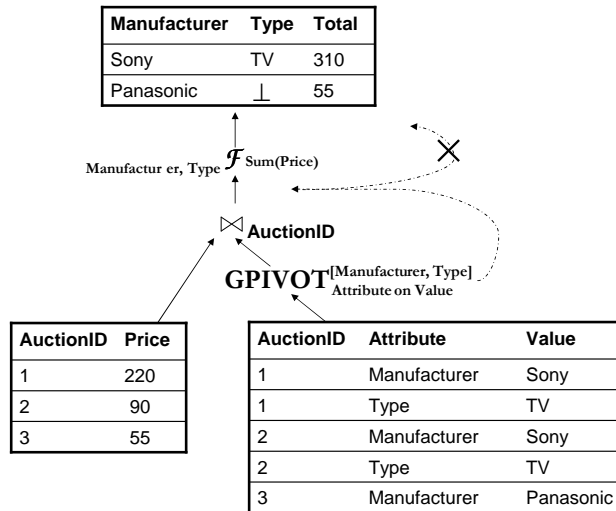 Manufacturer Type Total
Sony TV 310
Panasonic ⊥ 55
Manufactur er, Type ℱ Sum(Price)
⋈ AuctionID
GPIVOT [Manufacturer, Type]
Attribute on Value
AuctionID Price
1 220
2 90
3 55
AuctionID Attribute Value
1 Manufacturer Sony
1 Type TV
2 Manufacturer Sony
2 Type TV
3 Manufacturer Panasonic